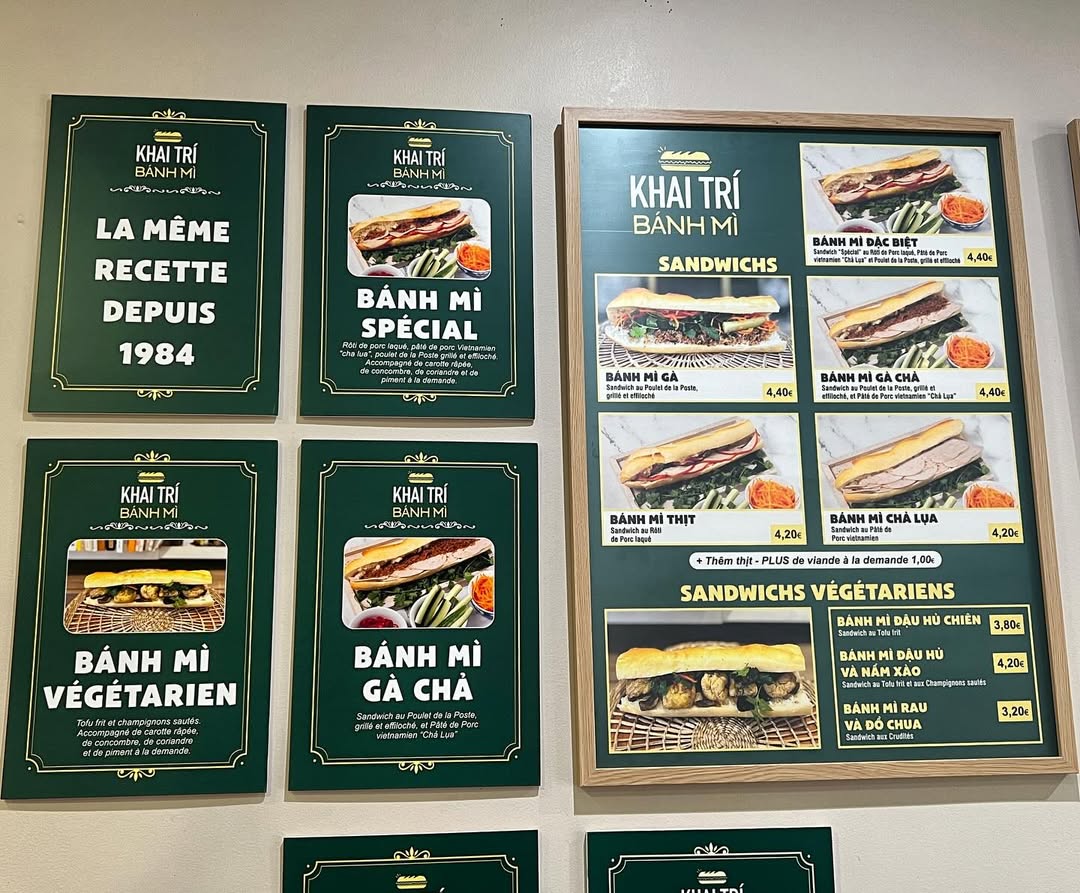 KHAI TRÍ
BÁNH MÌ
LA MÊME
RECETTE
DEPUIS
1984
KHAI TRÍ
BÁNH MÌ
BÁNH MÌ
SPÉCIAL
Rôti de porc laqué, pâté de porc Vietnamien
"cha lua", poulet de la Poste grillé et effiloché.
Accompagné de carotte râpée,
de concombre, de coriandre et de
piment à la demande.
KHAI TRÍ
BÁNH MÌ
BÁNH MÌ
VÉGÉTARIEN
Tofu frit et champignons sautés.
Accompagné de carotte râpée,
de concombre, de coriandre
et de piment à la demande.
KHAI TRÍ
BÁNH MÌ
BÁNH MÌ
GÀ CHẢ
Sandwich au Poulet de la Poste,
grillé et effiloché, et Pâté de Porc
vietnamien "Chả Lụa"
KHAI TRÍ
BÁNH MÌ
BÁNH MÌ ĐẶC BIỆT
Sandwich "Spécial" au Rôti de Porc laqué, Pâté de Porc
vietnamien "Chả Lụa" et Poulet de la Poste, grillé et effiloché
4,40€
SANDWICHS
BÁNH MÌ GÀ
Sandwich au Poulet de la Poste,
grillé et effiloché
4,40€
BÁNH MÌ GÀ CHẢ
Sandwich au Poulet de la Poste, grillé et
effiloché, et Pâté de Porc vietnamien "Chả Lụa"
4,40€
BÁNH MÌ THỊT
Sandwich au Rôti
de Porc laqué
4,20€
BÁNH MÌ CHẢ LỤA
Sandwich au Pâté de
Porc vietnamien
4,20€
+ Thêm thịt - PLUS de viande à la demande 1,00€
SANDWICHS VÉGÉTARIENS
BÁNH MÌ ĐẬU HỦ CHIÊN
Sandwich au Tofu frit
3,80€
BÁNH MÌ ĐẬU HỦ
VÀ NẤM XÀO
Sandwich au Tofu frit et aux Champignons sautés
4,20€
BÁNH MÌ RAU
VÀ ĐỒ CHUA
Sandwich aux Crudités
3,20€
KHAI TRÍ